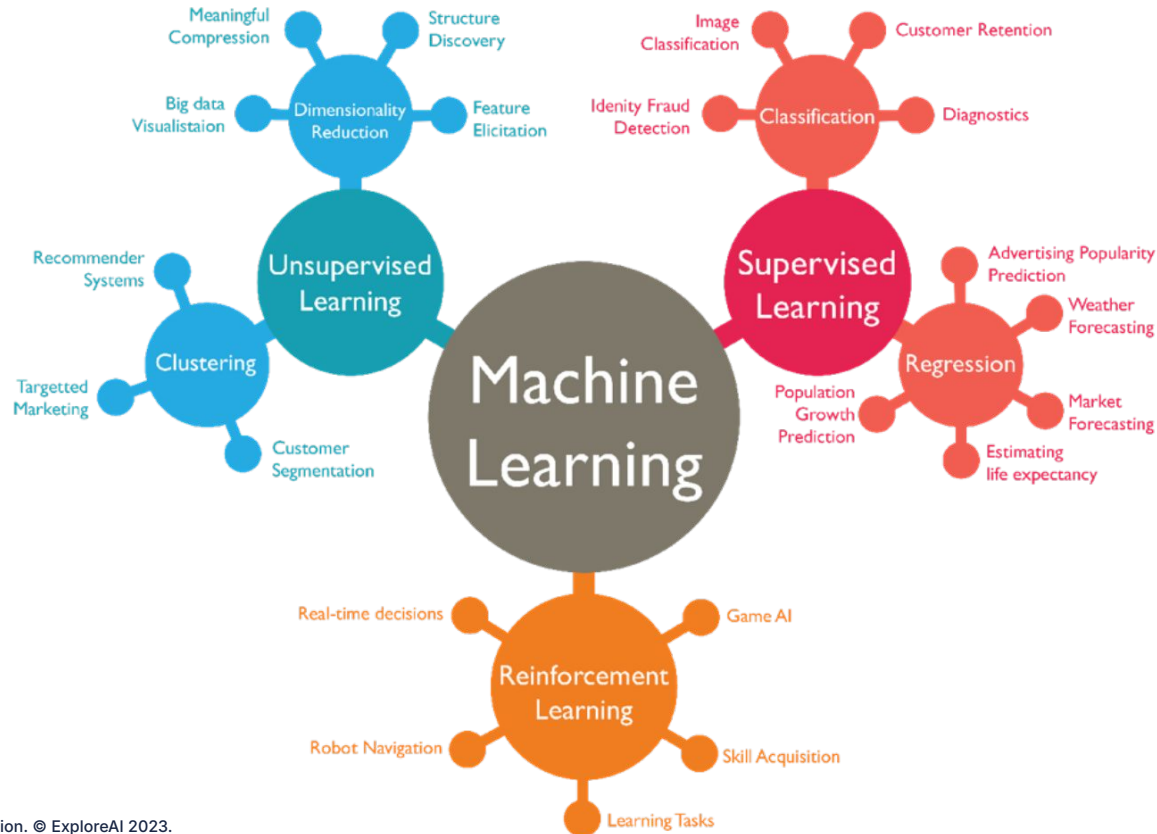 Meaningful
Compression
Structure
Discovery
Big data
Visualistaion
Dimensionality
Reduction
Feature
Elicitation
Image
Classification
Customer Retention
Idenity Fraud
Detection
Classification
Diagnostics
Recommender
Systems
Unsupervised
Learning
Clustering
Targetted
Marketing
Customer
Segmentation
Machine
Learning
Supervised
Learning
Advertising Popularity
Prediction
Weather
Forecasting
Regression
Population
Growth
Prediction
Market
Forecasting
Estimating
life expectancy
Real-time decisions
Game AI
Reinforcement
Learning
Robot Navigation
Skill Acquisition
Learning Tasks
ion. © ExploreAI 2023.